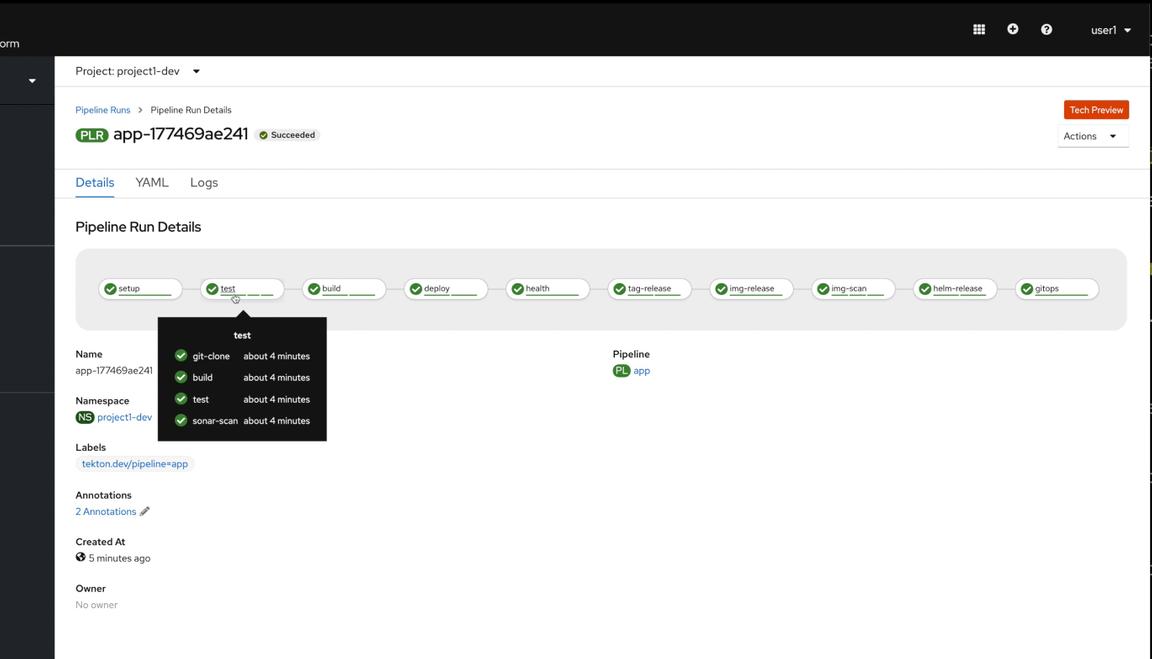 orm
user1
Project: project1-dev
Pipeline Runs > Pipeline Run Details
Tech Preview
PLR app-177469ae241 Succeeded
Actions
Details YAML Logs
Pipeline Run Details
setup test build deploy health tag-release img-release img-scan helm-release gitops
test
git-clone about 4 minutes
build about 4 minutes
test about 4 minutes
sonar-scan about 4 minutes
Name
app-177469ae241
Pipeline
PL app
Namespace
NS project1-dev
Labels
tekton.dev/pipeline=app
Annotations
2 Annotations
Created At
5 minutes ago
Owner
No owner